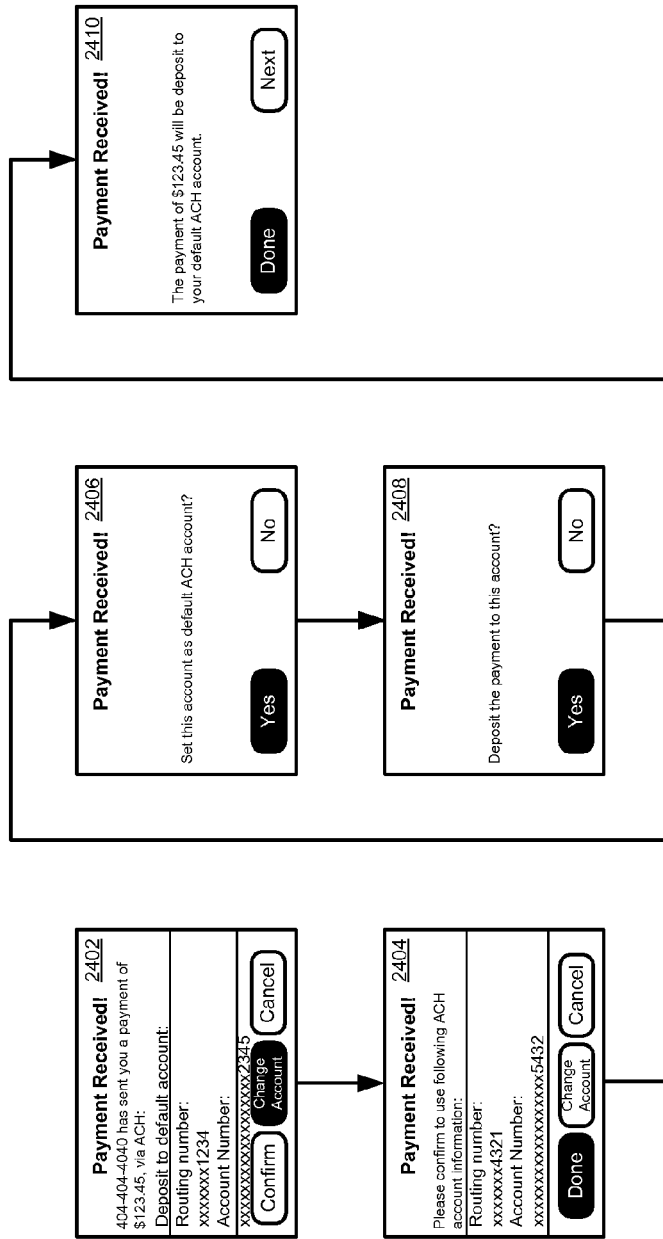 Payment Received! 2402
404-404-4040 has sent you a payment of
$123.45, via ACH:
Deposit to default account:
Routing number:
xxxxxxx1234
Account Number:
xxxxxxxxxxxxxxxxxxx2345
Confirm
Change
Account
Cancel
Payment Received! 2404
Please confirm to use following ACH
account information:
Routing number:
xxxxxxx4321
Account Number:
xxxxxxxxxxxxxxxxxxx5432
Done
Change
Account
Cancel
Payment Received! 2406
Set this account as default ACH account?
Yes
No
Payment Received! 2408
Deposit the payment to this account?
Yes
No
Payment Received! 2410
The payment of $123.45 will be deposit to
your default ACH account.
Done
Next